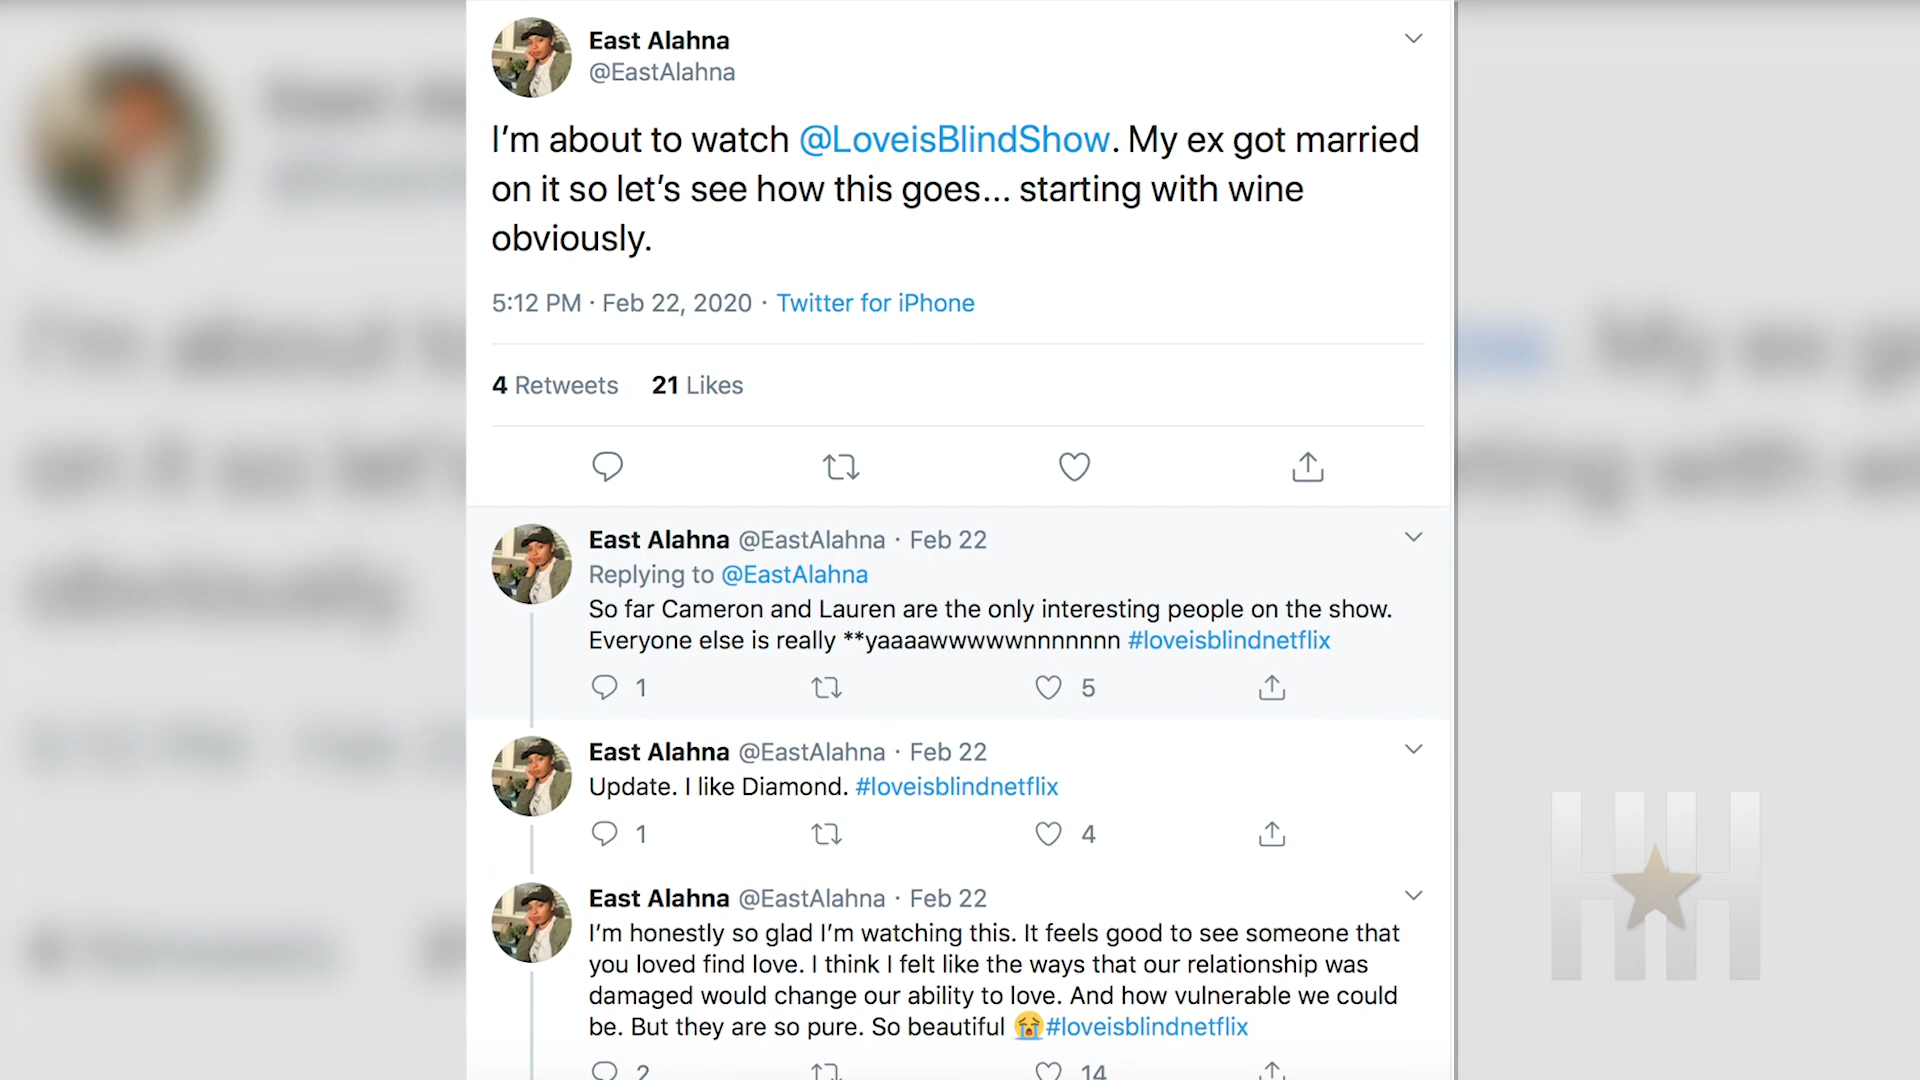 East Alahna
@EastAlahna
I’m about to watch @LoveisBlindShow. My ex got married
on it so let’s see how this goes... starting with wine
obviously.
5:12 PM · Feb 22, 2020 · Twitter for iPhone
4 Retweets 21 Likes
East Alahna @EastAlahna · Feb 22
Replying to @EastAlahna
So far Cameron and Lauren are the only interesting people on the show.
Everyone else is really **yaaaawwwwwnnnnnnn #loveisblindnetflix
1 5
East Alahna @EastAlahna · Feb 22
Update. I like Diamond. #loveisblindnetflix
1 4
East Alahna @EastAlahna · Feb 22
I’m honestly so glad I’m watching this. It feels good to see someone that
you loved find love. I think I felt like the ways that our relationship was
damaged would change our ability to love. And how vulnerable we could
be. But they are so pure. So beautiful 😭#loveisblindnetflix
2 14